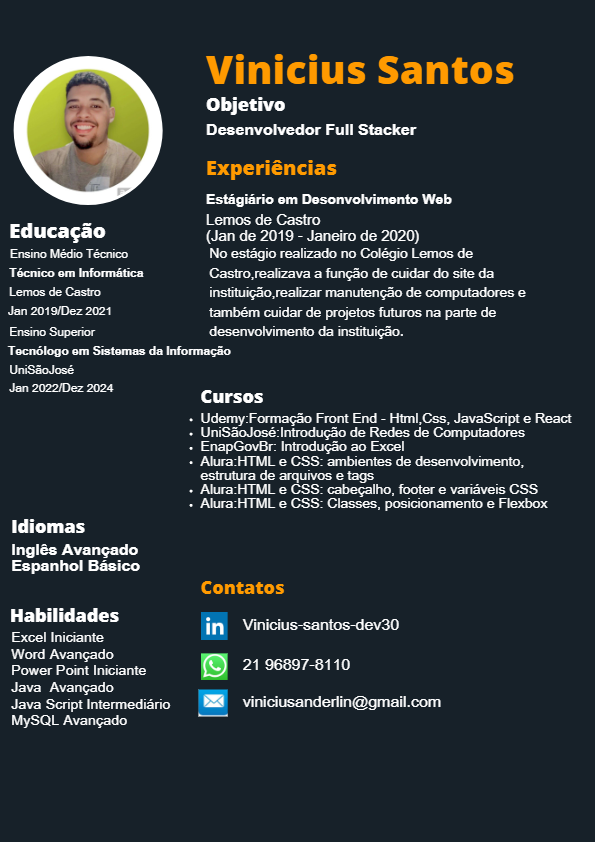 Vinicius Santos
Objetivo
Desenvolvedor Full Stacker
Experiências
Estágiário em Desonvolvimento Web
Lemos de Castro
(Jan de 2019 - Janeiro de 2020)
No estágio realizado no Colégio Lemos de
Castro,realizava a função de cuidar do site da
instituição,realizar manutenção de computadores e
também cuidar de projetos futuros na parte de
desenvolvimento da instituição.
Educação
Ensino Médio Técnico
Técnico em Informática
Lemos de Castro
Jan 2019/Dez 2021
Ensino Superior
Tecnólogo em Sistemas da Informação
UniSãoJosé
Jan 2022/Dez 2024
Cursos
Udemy:Formação Front End - Html,Css, JavaScript e React
UniSãoJosé:Introdução de Redes de Computadores
EnapGovBr: Introdução ao Excel
Alura:HTML e CSS: ambientes de desenvolvimento,
estrutura de arquivos e tags
Alura:HTML e CSS: cabeçalho, footer e variáveis CSS
Alura:HTML e CSS: Classes, posicionamento e Flexbox
Idiomas
Inglês Avançado
Espanhol Básico
Habilidades
Excel Iniciante
Word Avançado
Power Point Iniciante
Java  Avançado
Java Script Intermediário
MySQL Avançado
Contatos
in
Vinicius-santos-dev30
21 96897-8110
viniciusanderlin@gmail.com